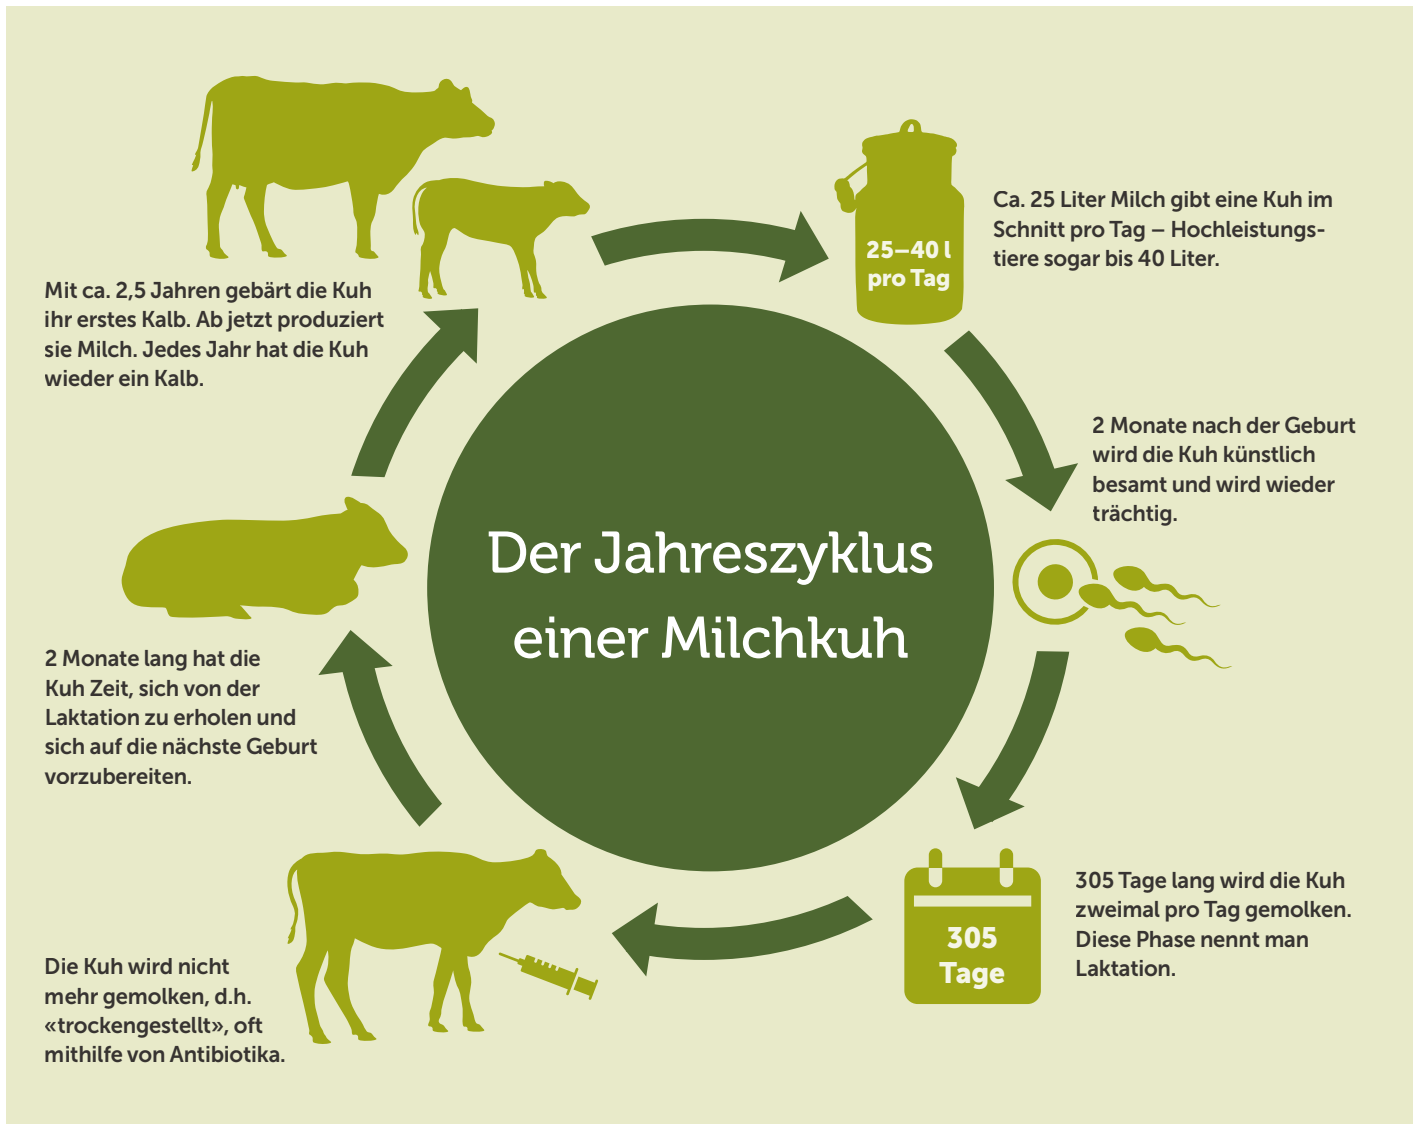 Der Jahreszyklus
einer Milchkuh
Mit ca. 2,5 Jahren gebärt die Kuh
ihr erstes Kalb. Ab jetzt produziert
sie Milch. Jedes Jahr hat die Kuh
wieder ein Kalb.
25–40 l
pro Tag
Ca. 25 Liter Milch gibt eine Kuh im
Schnitt pro Tag – Hochleistungs-
tiere sogar bis 40 Liter.
2 Monate nach der Geburt
wird die Kuh künstlich
besamt und wird wieder
trächtig.
305
Tage
305 Tage lang wird die Kuh
zweimal pro Tag gemolken.
Diese Phase nennt man
Laktation.
Die Kuh wird nicht
mehr gemolken, d.h.
«trockengestellt», oft
mithilfe von Antibiotika.
2 Monate lang hat die
Kuh Zeit, sich von der
Laktation zu erholen und
sich auf die nächste Geburt
vorzubereiten.